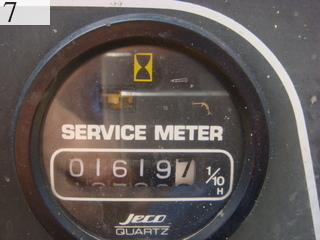 7
SERVICE METER
016197 1/10
H
Jeco
QUARTZ